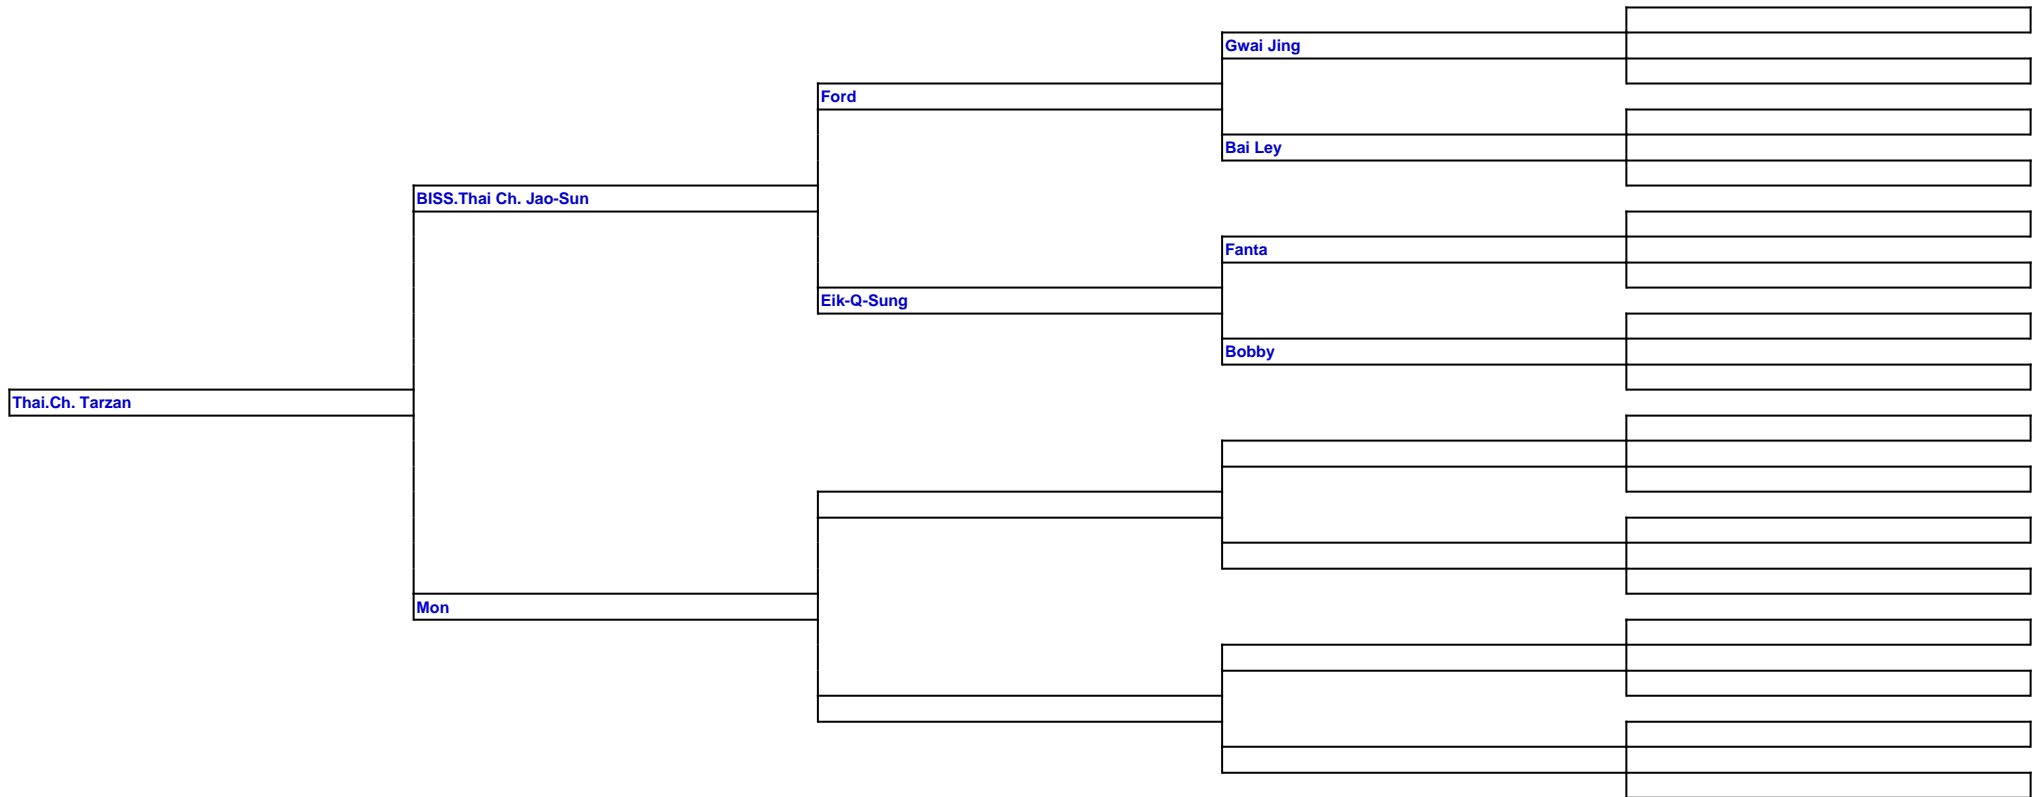 Gwai Jing
Ford
Bai Ley
BISS.Thai Ch. Jao-Sun
Fanta
Eik-Q-Sung
Bobby
Thai.Ch. Tarzan
Mon